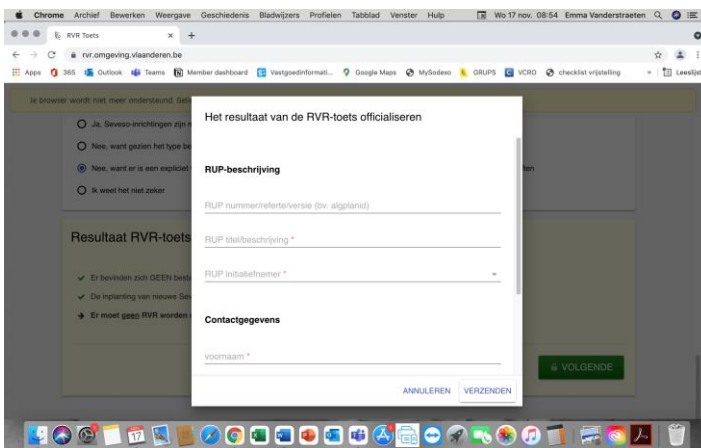 Chrome Archief Bewerken Weergave Geschiedenis Bladwijzers Profielen Tabblad Venster Hulp Wo 17 nov. 08:54 Emma Vanderstraeten
RVR Toets
rvr.omgeving.vlaanderen.be
Apps 365 Outlook Teams Member dashboard Vastgoedinformati... Google Maps MySodexo GRUPS VCRO checklist vrijstelling » Leeslijst
browser wordt niet meer ondersteund.
Het resultaat van de RVR-toets officialiseren
Ja, Seveso-inrichtingen zijn
Nee, want gezien het type
Nee, want er is een expliciet
Ik weet het niet zeker
RUP-beschrijving
RUP nummer/referte/versie (bv. algplanid)
Resultaat RVR-toets
RUP titel/beschrijving *
Er bevinden zich GEEN
RUP initiatiefnemer *
De inplanting van nieuwe
Er moet geen RVR worden
Contactgegevens
voornaam *
VOLGENDE
ANNULEREN VERZENDEN
17